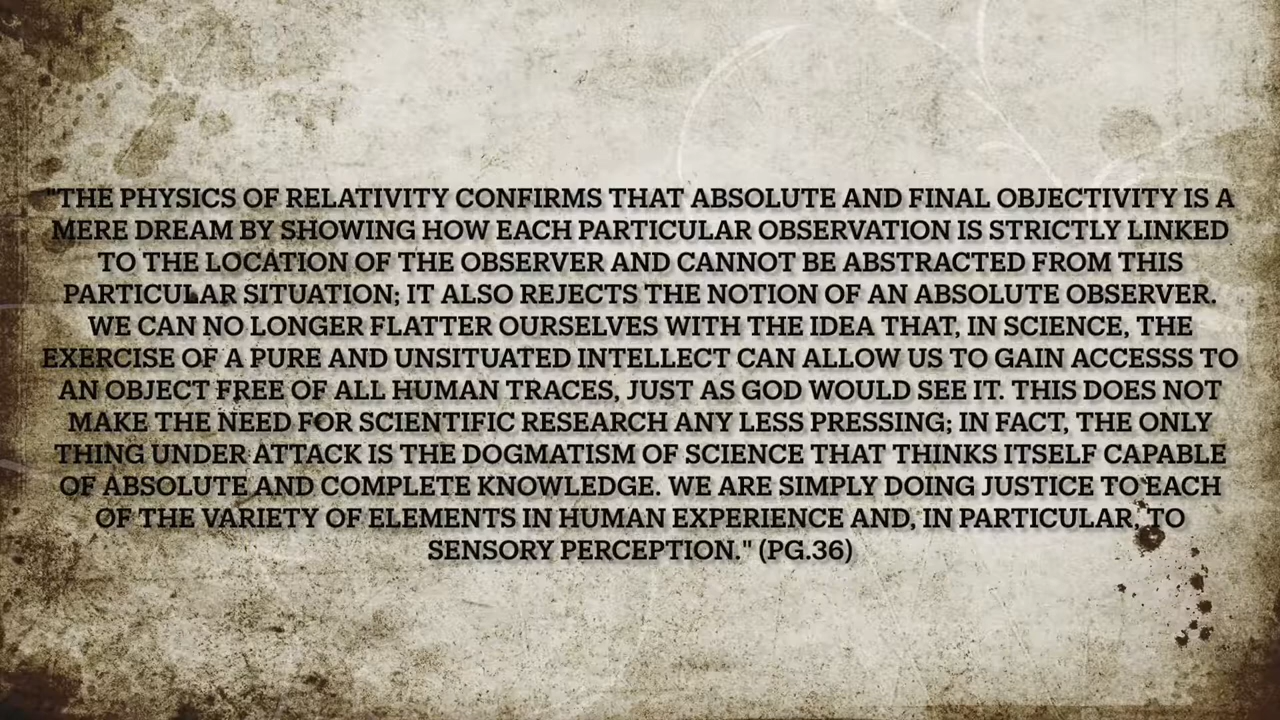 "THE PHYSICS OF RELATIVITY CONFIRMS THAT ABSOLUTE AND FINAL OBJECTIVITY IS A
MERE DREAM BY SHOWING HOW EACH PARTICULAR OBSERVATION IS STRICTLY LINKED
TO THE LOCATION OF THE OBSERVER AND CANNOT BE ABSTRACTED FROM THIS
PARTICULAR SITUATION; IT ALSO REJECTS THE NOTION OF AN ABSOLUTE OBSERVER.
WE CAN NO LONGER FLATTER OURSELVES WITH THE IDEA THAT, IN SCIENCE, THE
EXERCISE OF A PURE AND UNSITUATED INTELLECT CAN ALLOW US TO GAIN ACCESSS TO
AN OBJECT FREE OF ALL HUMAN TRACES, JUST AS GOD WOULD SEE IT. THIS DOES NOT
MAKE THE NEED FOR SCIENTIFIC RESEARCH ANY LESS PRESSING; IN FACT, THE ONLY
THING UNDER ATTACK IS THE DOGMATISM OF SCIENCE THAT THINKS ITSELF CAPABLE
OF ABSOLUTE AND COMPLETE KNOWLEDGE. WE ARE SIMPLY DOING JUSTICE TO EACH
OF THE VARIETY OF ELEMENTS IN HUMAN EXPERIENCE AND, IN PARTICULAR, TO
SENSORY PERCEPTION." (PG.36)